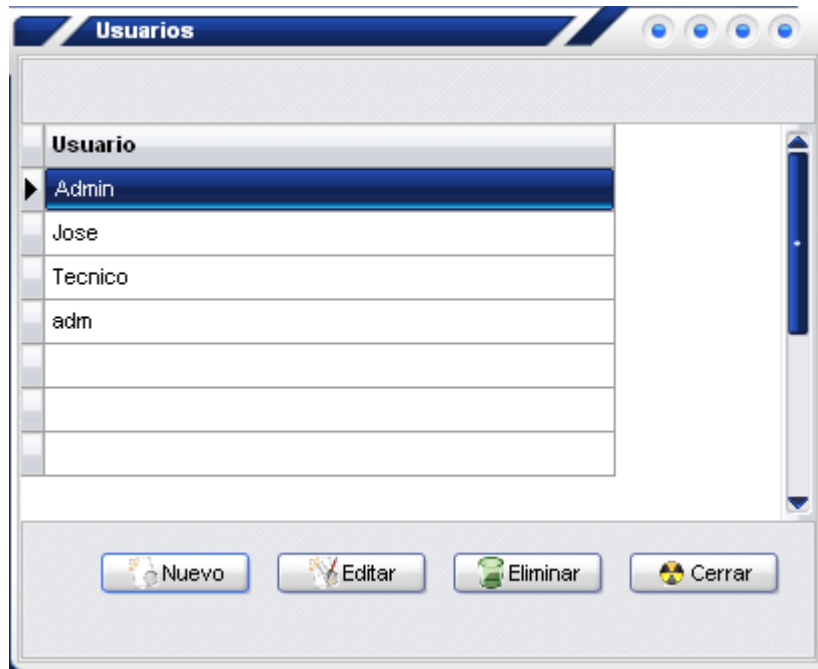 Usuarios
Usuario
Admin
Jose
Tecnico
adm
Nuevo Editar Eliminar Cerrar